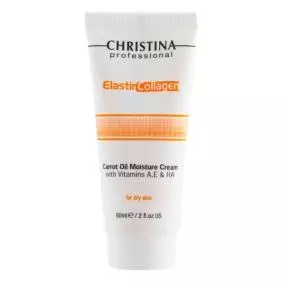 CHRISTINA
professional
ElastinCollagen
Carrot Oil Moisture Cream
with Vitamins A,E & HA
for dry skin
60ml e / 2 fl.oz US